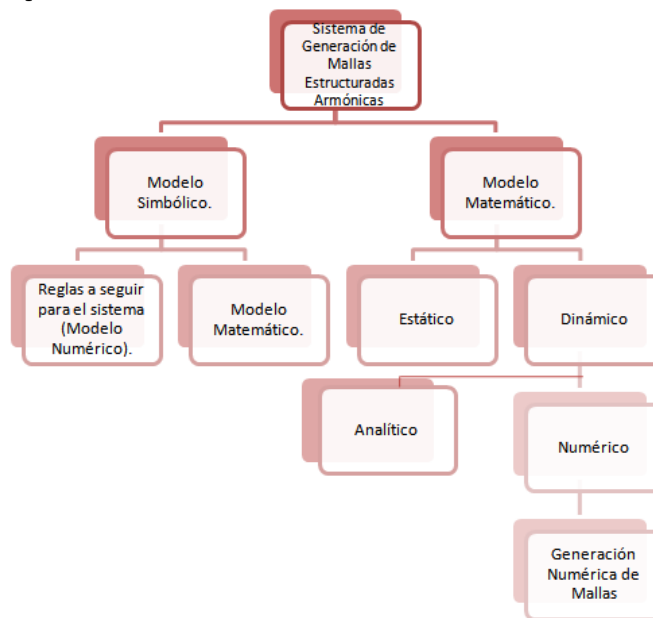 Sistema de
Generación de
Mallas
Estructuradas
Armónicas
Modelo
Simbólico.
Modelo
Matemático.
Reglas a seguir
para el sistema
(Modelo
Numérico).
Modelo
Matemático.
Estático
Dinámico
Analítico
Numérico
Generación
Numérica de
Mallas